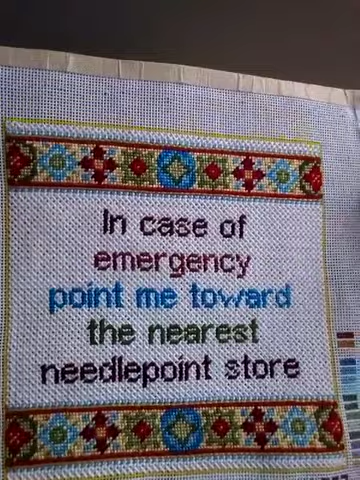 In case of
emergency
point me toward
the nearest
needlepoint store